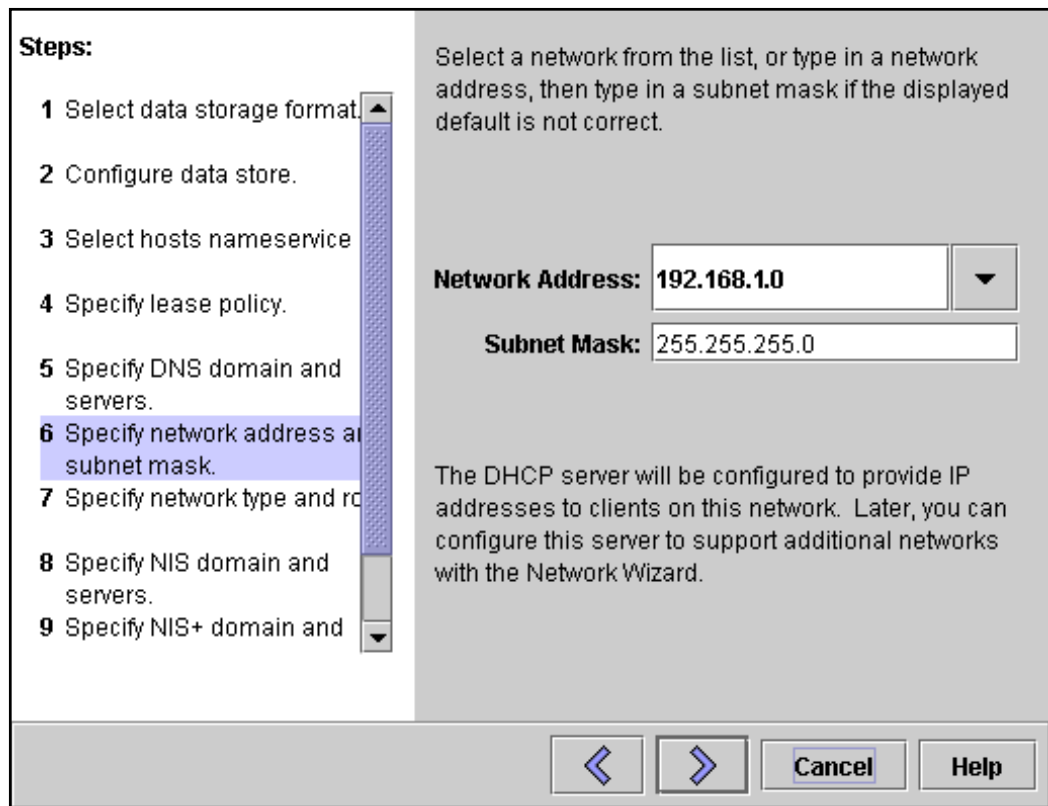 Steps:
1 Select data storage format.
2 Configure data store.
3 Select hosts nameservice
4 Specify lease policy.
5 Specify DNS domain and
servers.
6 Specify network address
subnet mask.
7 Specify network type and
8 Specify NIS domain and
servers.
9 Specify NIS+ domain and
Select a network from the list, or type in a network
address, then type in a subnet mask if the displayed
default is not correct.
Network Address: 192.168.1.0
Subnet Mask: 255.255.255.0
The DHCP server will be configured to provide IP
addresses to clients on this network. Later, you can
configure this server to support additional networks
with the Network Wizard.
Cancel Help